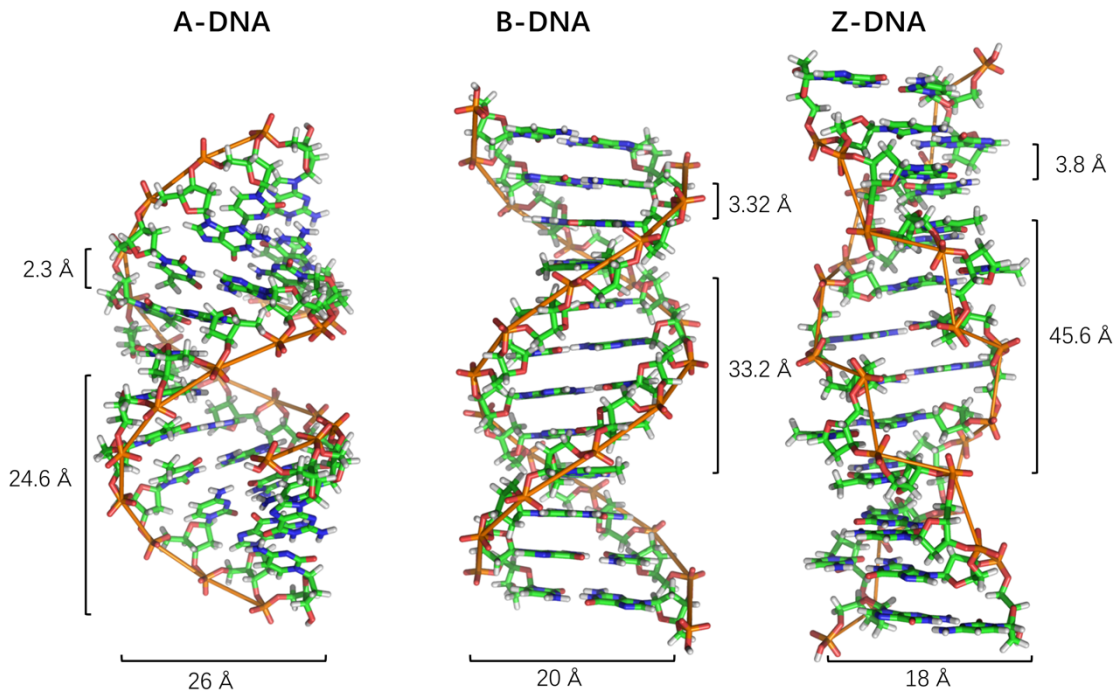 A-DNA
B-DNA
Z-DNA
2.3 Å
24.6 Å
26 Å
3.32 Å
33.2 Å
20 Å
3.8 Å
45.6 Å
18 Å